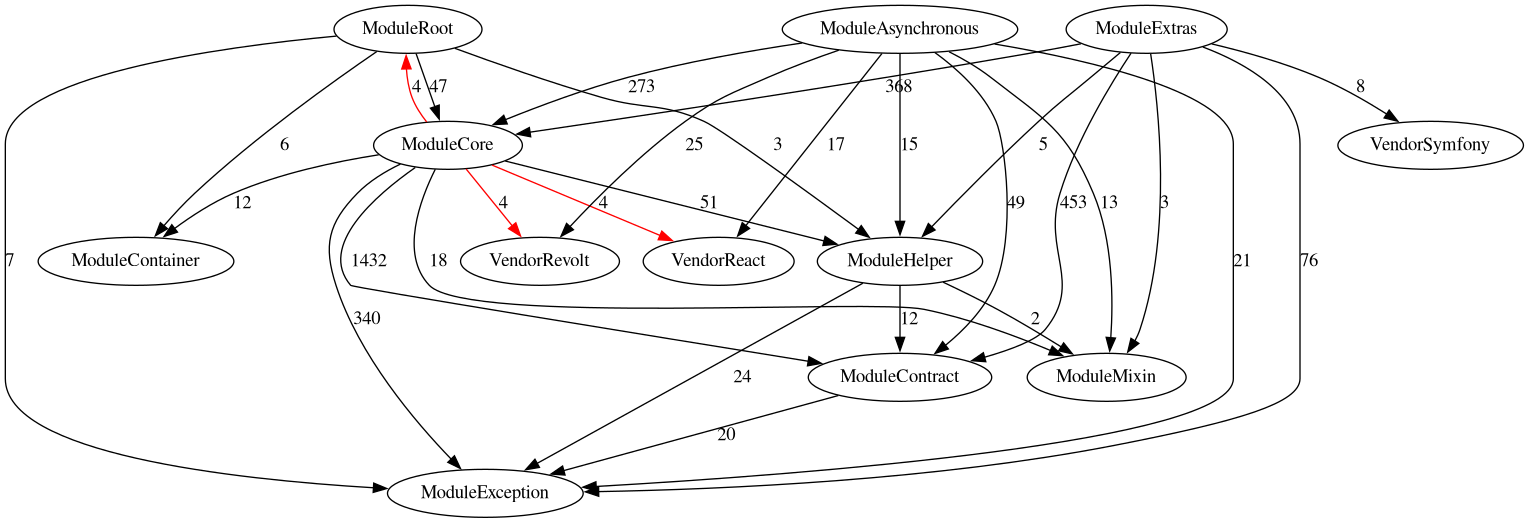 ModuleRoot
ModuleAsynchronous
ModuleExtras
4
47
273
368
8
6
ModuleCore
25
3
17
15
5
VendorSymfony
12
4
4
51
49
453
13
3
7
ModuleContainer
1432
18
VendorRevolt
VendorReact
ModuleHelper
21
76
340
12
2
24
ModuleContract
ModuleMixin
20
ModuleException